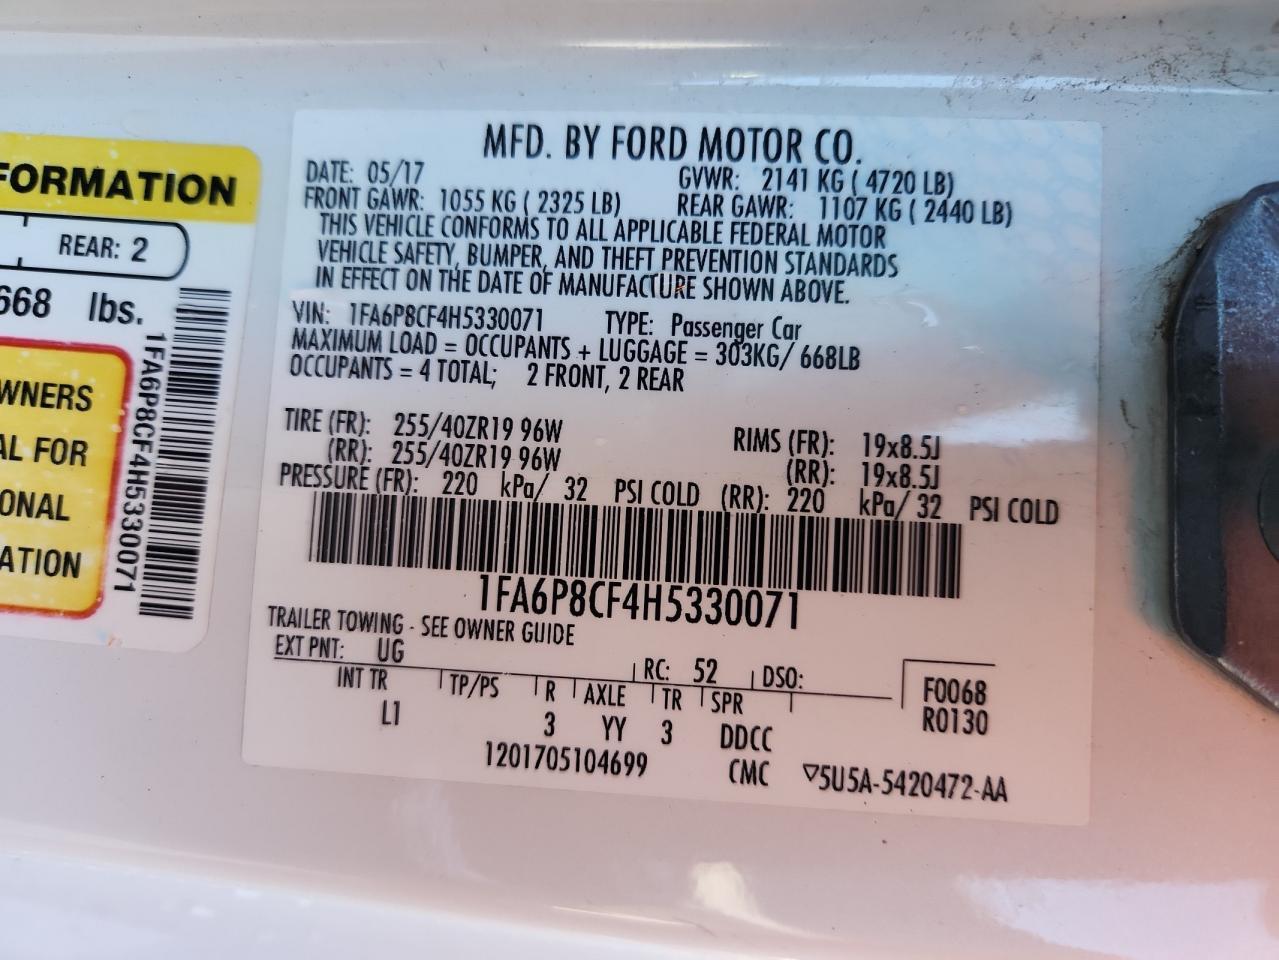 FORMATION
REAR: 2
668 lbs.
WNERS
AL FOR
ONAL
ATION
1FA6P8CF4H5330071
MFD. BY FORD MOTOR CO.
DATE: 05/17 GVWR: 2141 KG ( 4720 LB)
FRONT GAWR: 1055 KG ( 2325 LB) REAR GAWR: 1107 KG ( 2440 LB)
THIS VEHICLE CONFORMS TO ALL APPLICABLE FEDERAL MOTOR
VEHICLE SAFETY, BUMPER, AND THEFT PREVENTION STANDARDS
IN EFFECT ON THE DATE OF MANUFACTURE SHOWN ABOVE.
VIN: 1FA6P8CF4H5330071 TYPE: Passenger Car
MAXIMUM LOAD = OCCUPANTS + LUGGAGE = 303KG/ 668LB
OCCUPANTS = 4 TOTAL; 2 FRONT, 2 REAR
TIRE (FR): 255/40ZR19 96W RIMS (FR): 19x8.5J
(RR): 255/40ZR19 96W (RR): 19x8.5J
PRESSURE (FR): 220 kPa/ 32 PSI COLD (RR): 220 kPa/ 32 PSI COLD
1FA6P8CF4H5330071
TRAILER TOWING - SEE OWNER GUIDE
EXT PNT: UG RC: 52 DSO:
INT TR TP/PS R AXLE TR SPR
L1 3 YY 3 DDCC
F0068
R0130
1201705104699 CMC ▽5U5A-5420472-AA